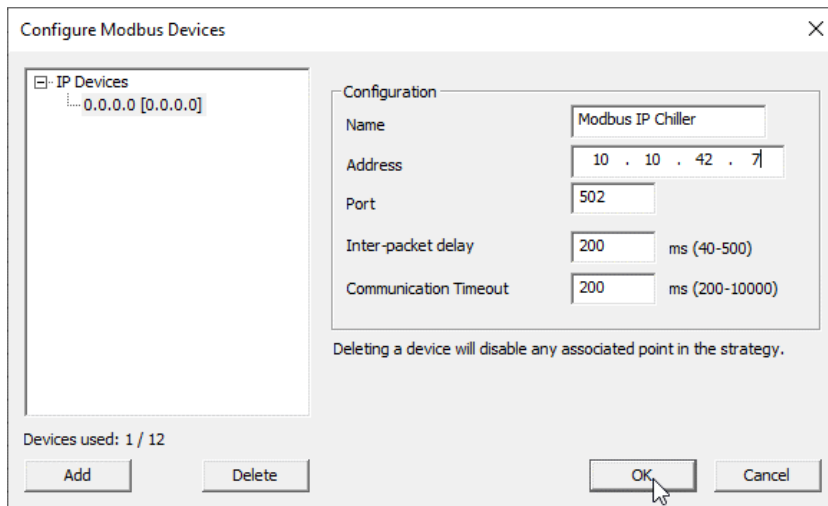 Configure Modbus Devices
IP Devices
0.0.0.0 [0.0.0.0]
Configuration
Name Modbus IP Chiller
Address 10 . 10 . 42 . 7
Port 502
Inter-packet delay 200 ms (40-500)
Communication Timeout 200 ms (200-10000)
Deleting a device will disable any associated point in the strategy.
Devices used: 1 / 12
Add Delete OK Cancel